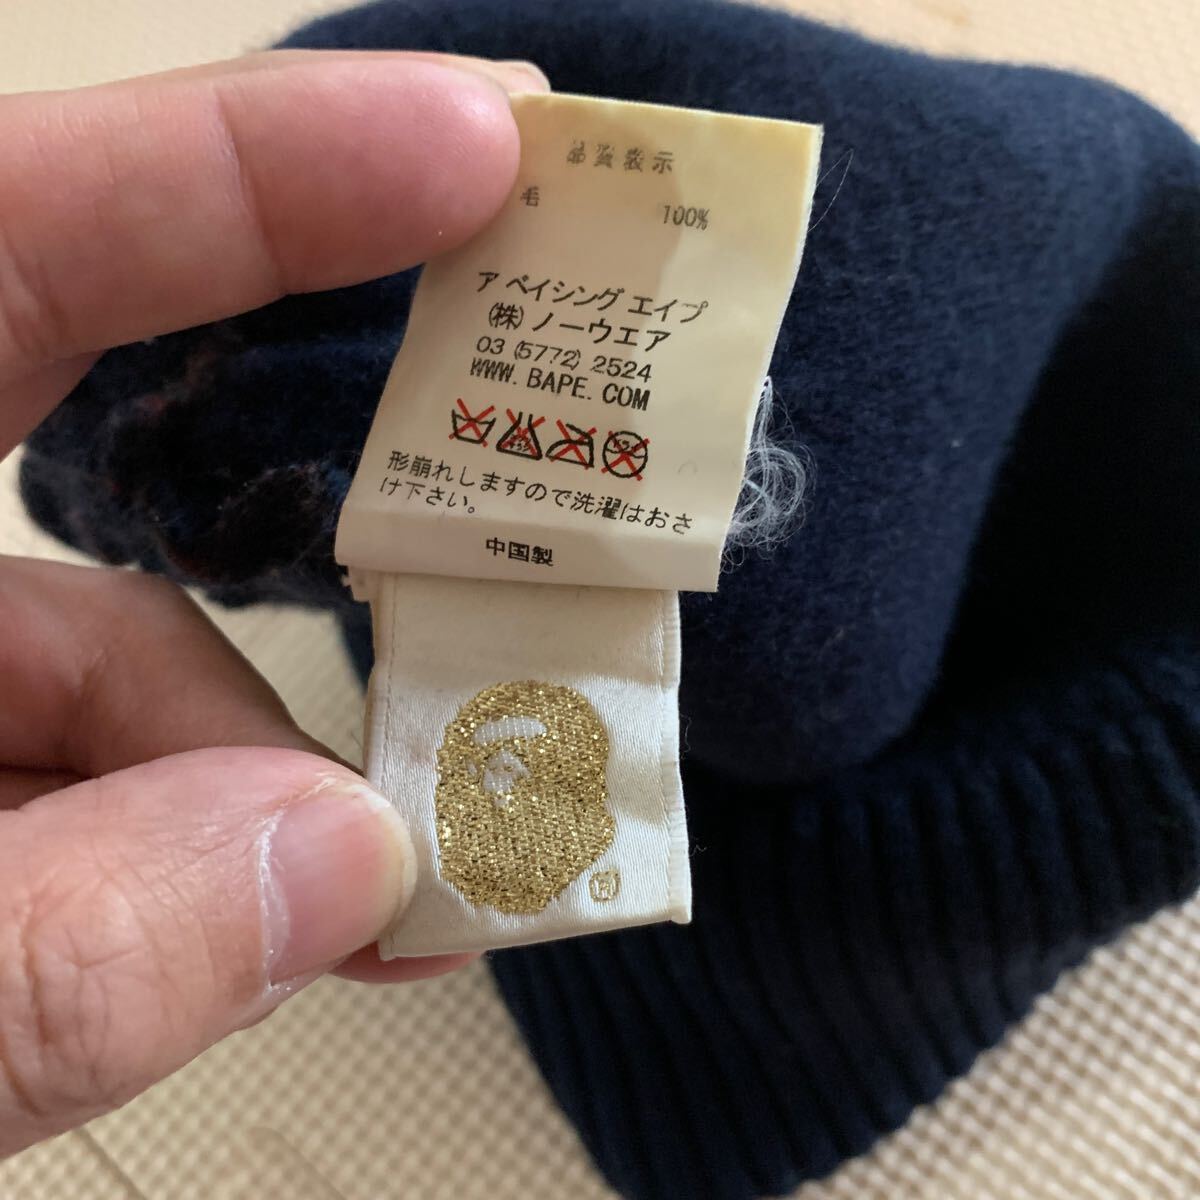 品質表示
毛 100%
ア ベイシング エイプ
(株) ノーウエア
03 (5772) 2524
WWW. BAPE. COM
形崩れしますので洗濯はおさ
け下さい。
中国製
®